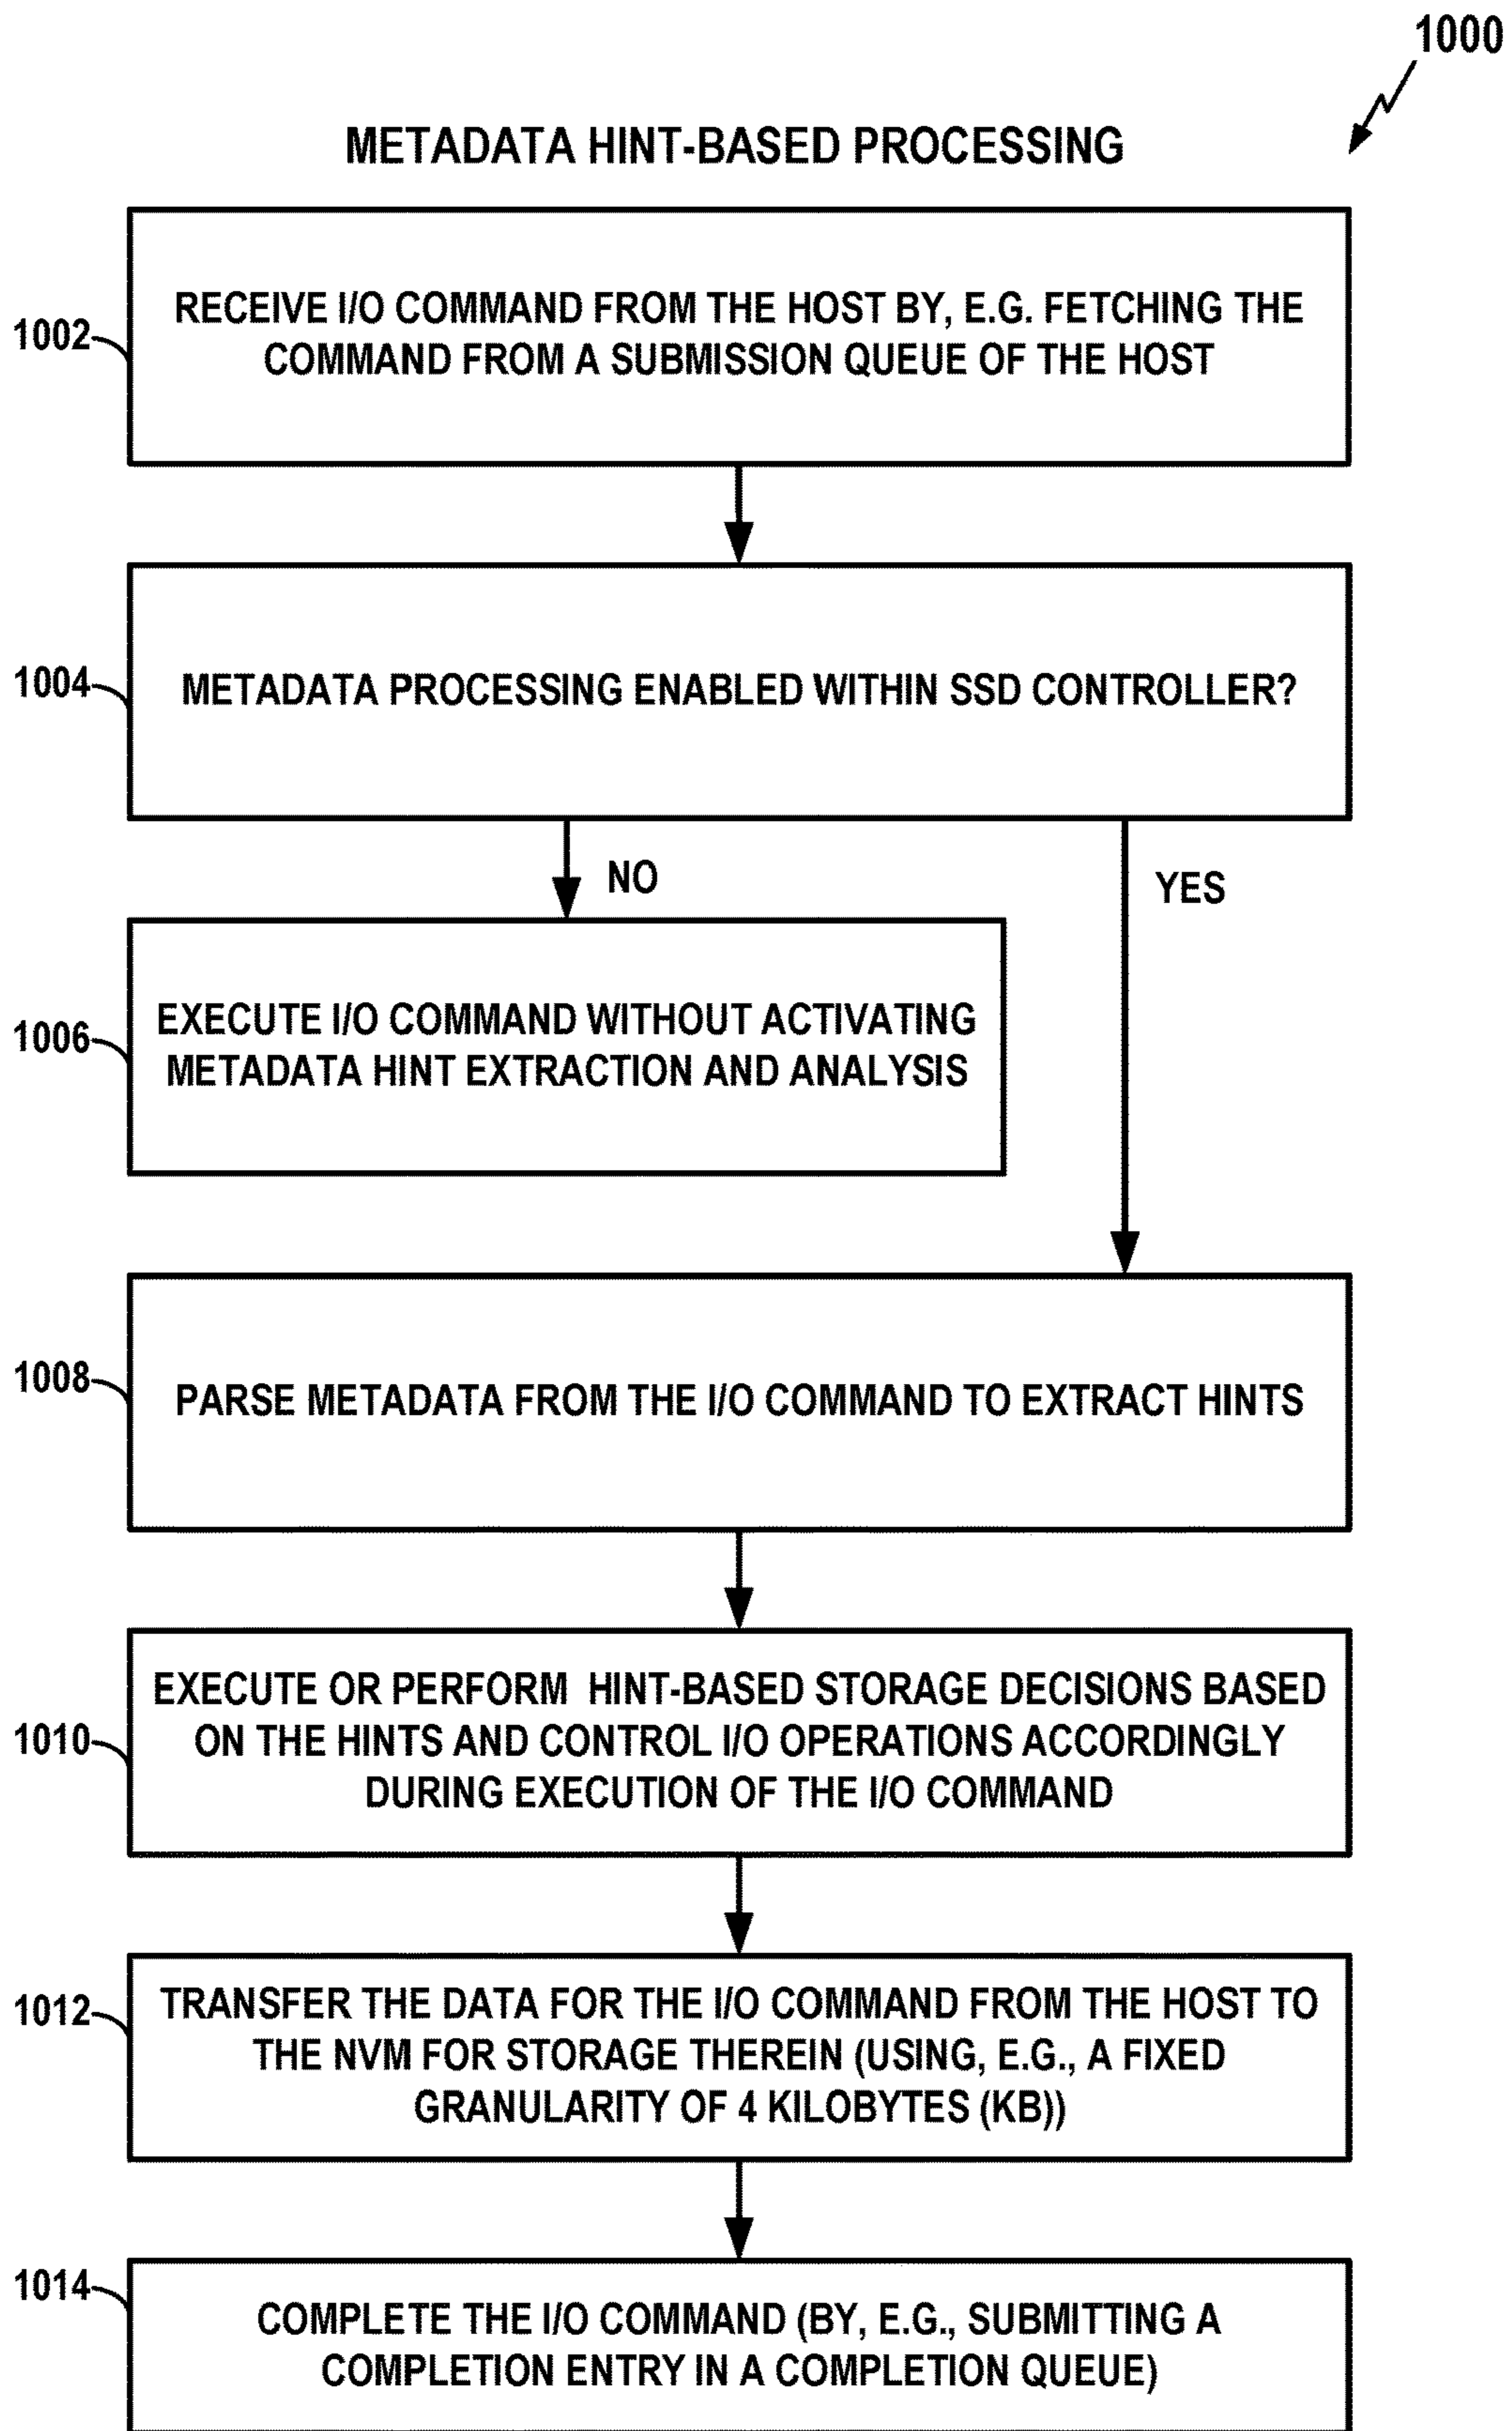 1000
METADATA HINT-BASED PROCESSING
1002
RECEIVE I/O COMMAND FROM THE HOST BY, E.G. FETCHING THE
COMMAND FROM A SUBMISSION QUEUE OF THE HOST
1004
METADATA PROCESSING ENABLED WITHIN SSD CONTROLLER?
NO
YES
1006
EXECUTE I/O COMMAND WITHOUT ACTIVATING
METADATA HINT EXTRACTION AND ANALYSIS
1008
PARSE METADATA FROM THE I/O COMMAND TO EXTRACT HINTS
1010
EXECUTE OR PERFORM HINT-BASED STORAGE DECISIONS BASED
ON THE HINTS AND CONTROL I/O OPERATIONS ACCORDINGLY
DURING EXECUTION OF THE I/O COMMAND
1012
TRANSFER THE DATA FOR THE I/O COMMAND FROM THE HOST TO
THE NVM FOR STORAGE THEREIN (USING, E.G., A FIXED
GRANULARITY OF 4 KILOBYTES (KB))
1014
COMPLETE THE I/O COMMAND (BY, E.G., SUBMITTING A
COMPLETION ENTRY IN A COMPLETION QUEUE)